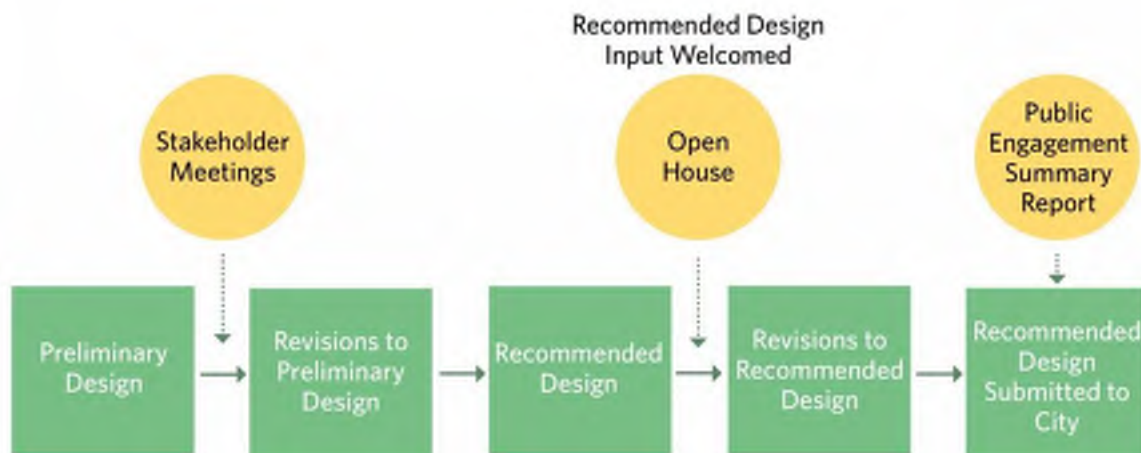 Recommended Design
Input Welcomed
Stakeholder
Meetings
Open
House
Public
Engagement
Summary
Report
Preliminary
Design
Revisions to
Preliminary
Design
Recommended
Design
Revisions to
Recommended
Design
Recommended
Design
Submitted to
City